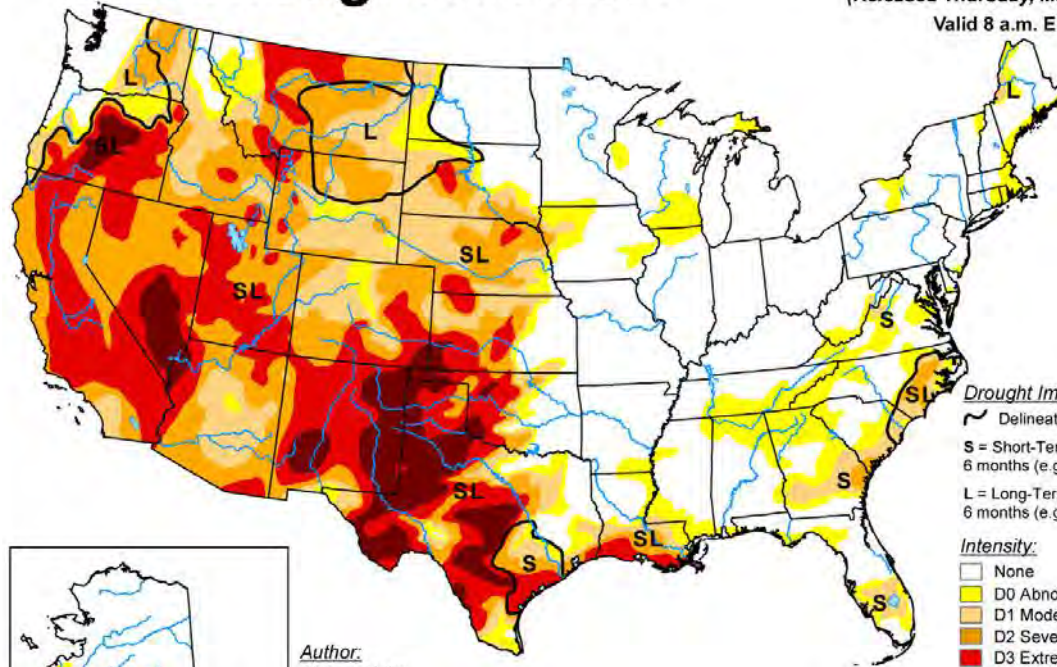 Valid 8 a.m. E
L
L
L
SL
SL
SL
S
SL
Drought Im
Delineat
S = Short-Ter
6 months (e.g
L = Long-Ter
6 months (e.g
SL
S
SL
S
S
Intensity:
None
D0 Abno
D1 Mode
D2 Seve
D3 Extre
Author: